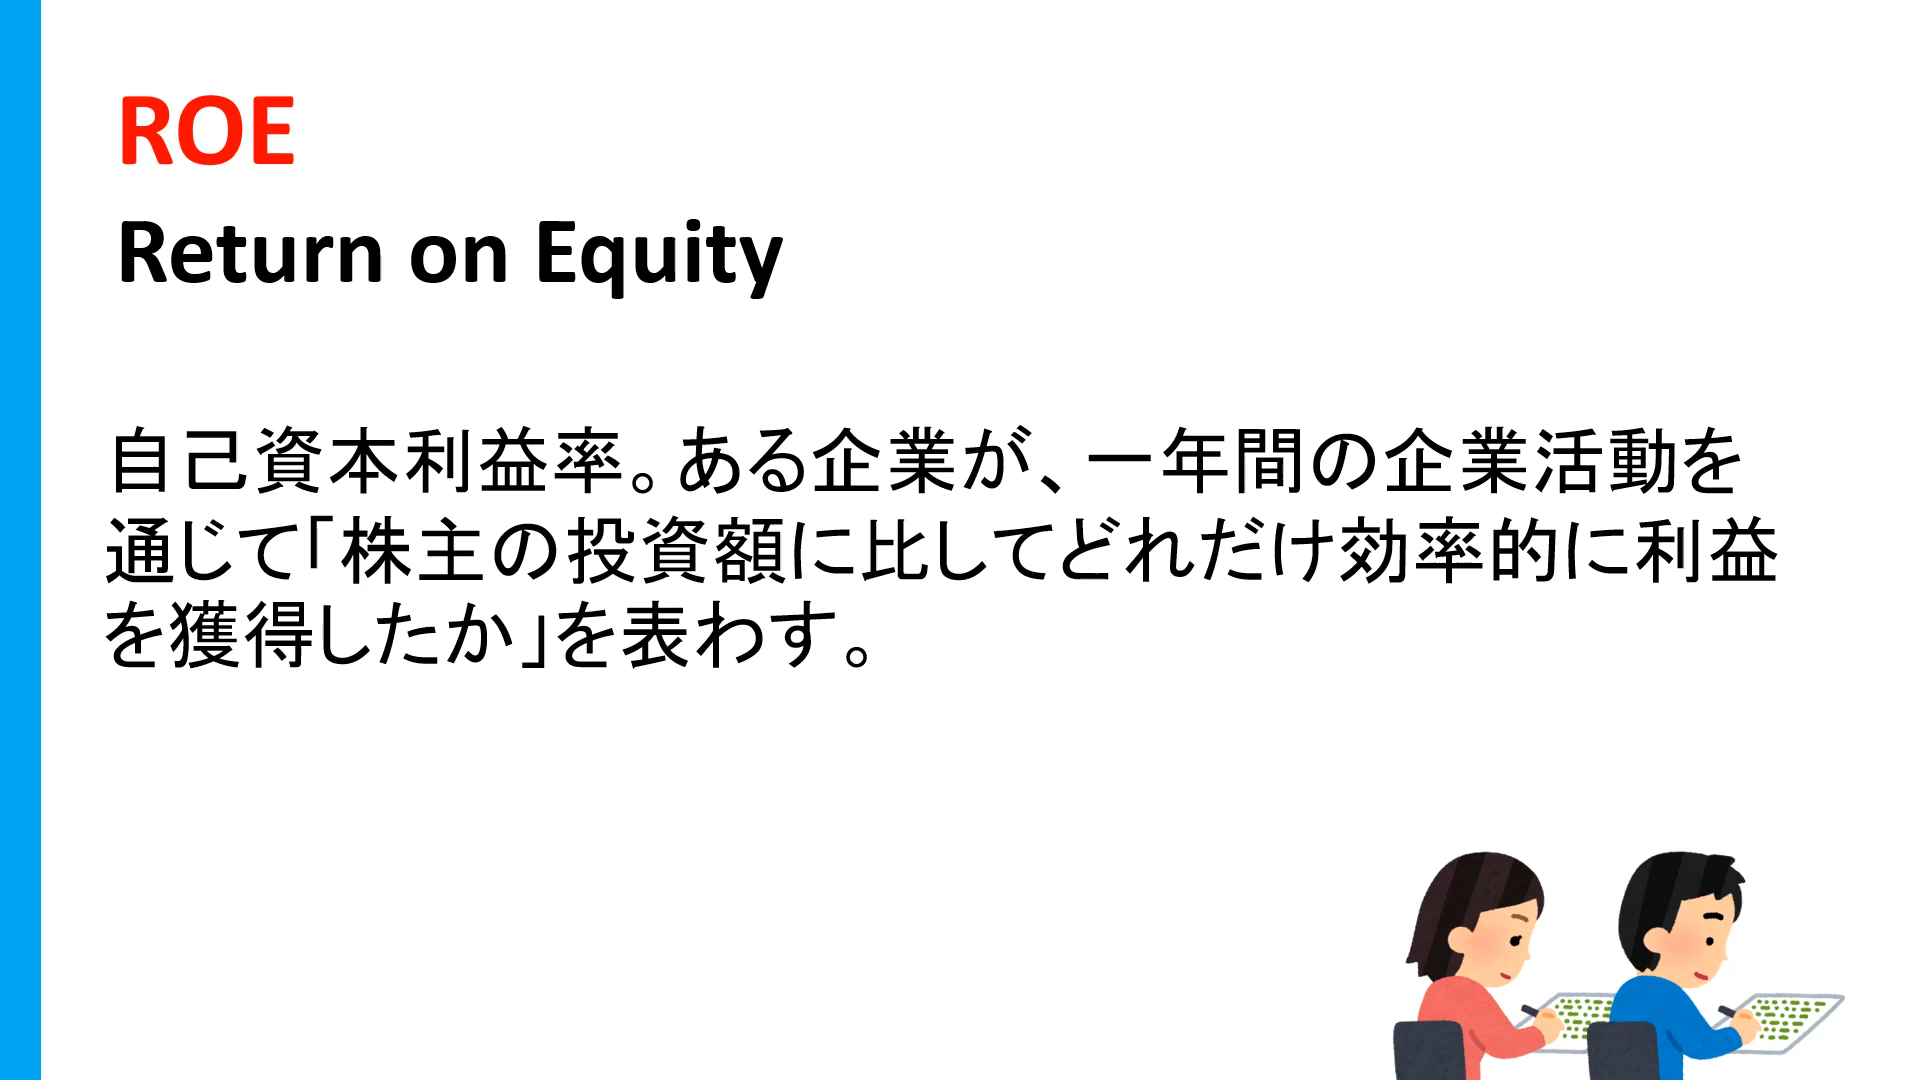 ROE
Return on Equity
自己資本利益率。ある企業が、一年間の企業活動を
通じて「株主の投資額に比してどれだけ効率的に利益
を獲得したか」を表わす。